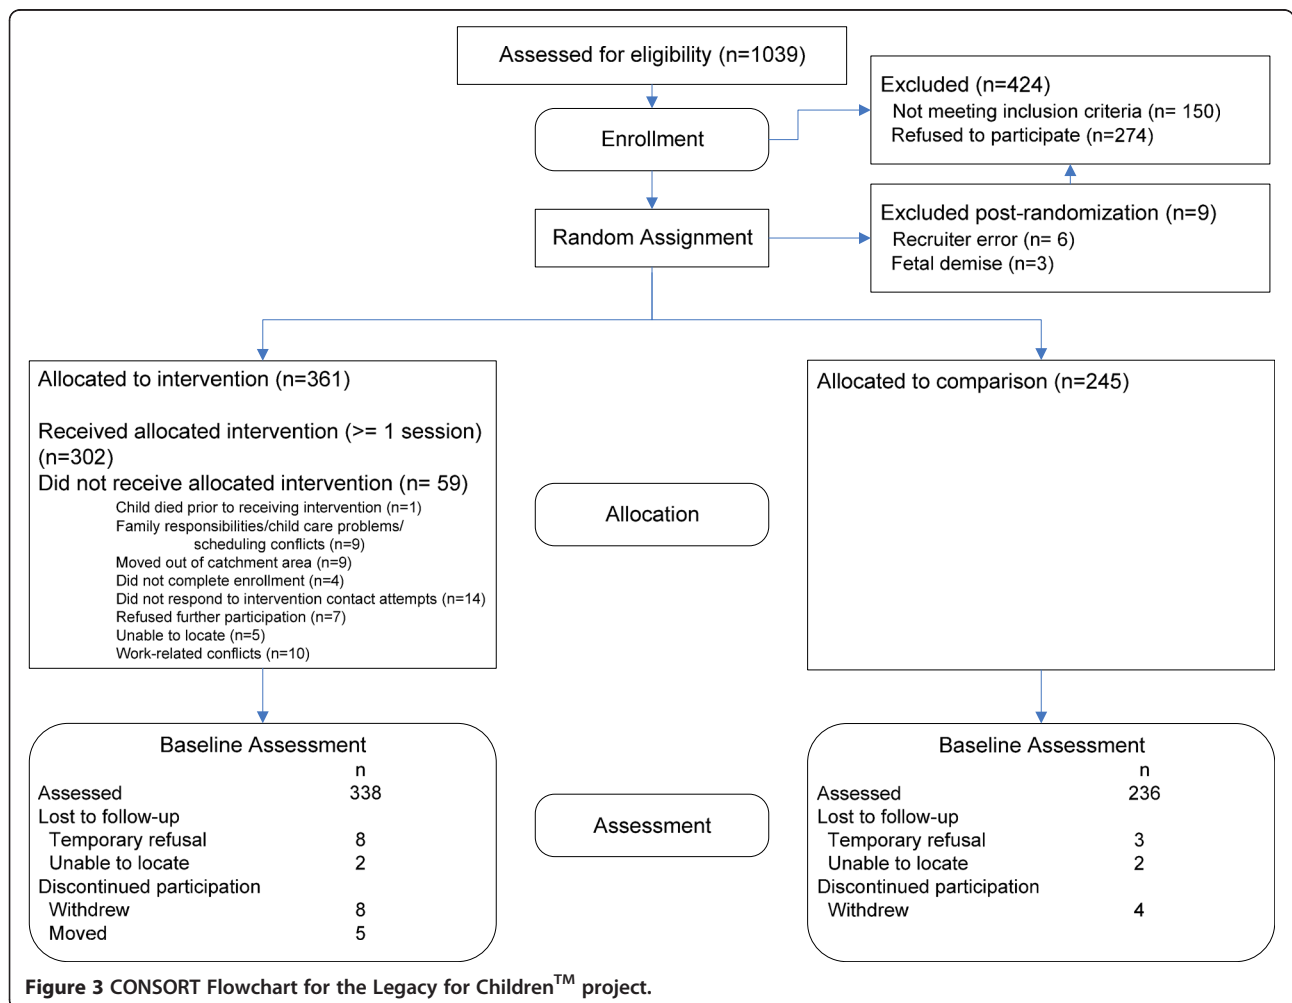 Assessed for eligibility (n=1039)
Excluded (n=424)
Not meeting inclusion criteria (n= 150)
Refused to participate (n=274)
Enrollment
Excluded post-randomization (n=9)
Recruiter error (n= 6)
Fetal demise (n=3)
Random Assignment
Allocated to intervention (n=361)
Received allocated intervention (>= 1 session)
(n=302)
Did not receive allocated intervention (n= 59)
Child died prior to receiving intervention (n=1)
Family responsibilities/child care problems/
scheduling conflicts (n=9)
Moved out of catchment area (n=9)
Did not complete enrollment (n=4)
Did not respond to intervention contact attempts (n=14)
Refused further participation (n=7)
Unable to locate (n=5)
Work-related conflicts (n=10)
Allocation
Allocated to comparison (n=245)
Baseline Assessment
n
Assessed 338
Lost to follow-up
Temporary refusal 8
Unable to locate 2
Discontinued participation
Withdrew 8
Moved 5
Assessment
Baseline Assessment
n
Assessed 236
Lost to follow-up
Temporary refusal 3
Unable to locate 2
Discontinued participation
Withdrew 4
Figure 3 CONSORT Flowchart for the Legacy for Children™ project.